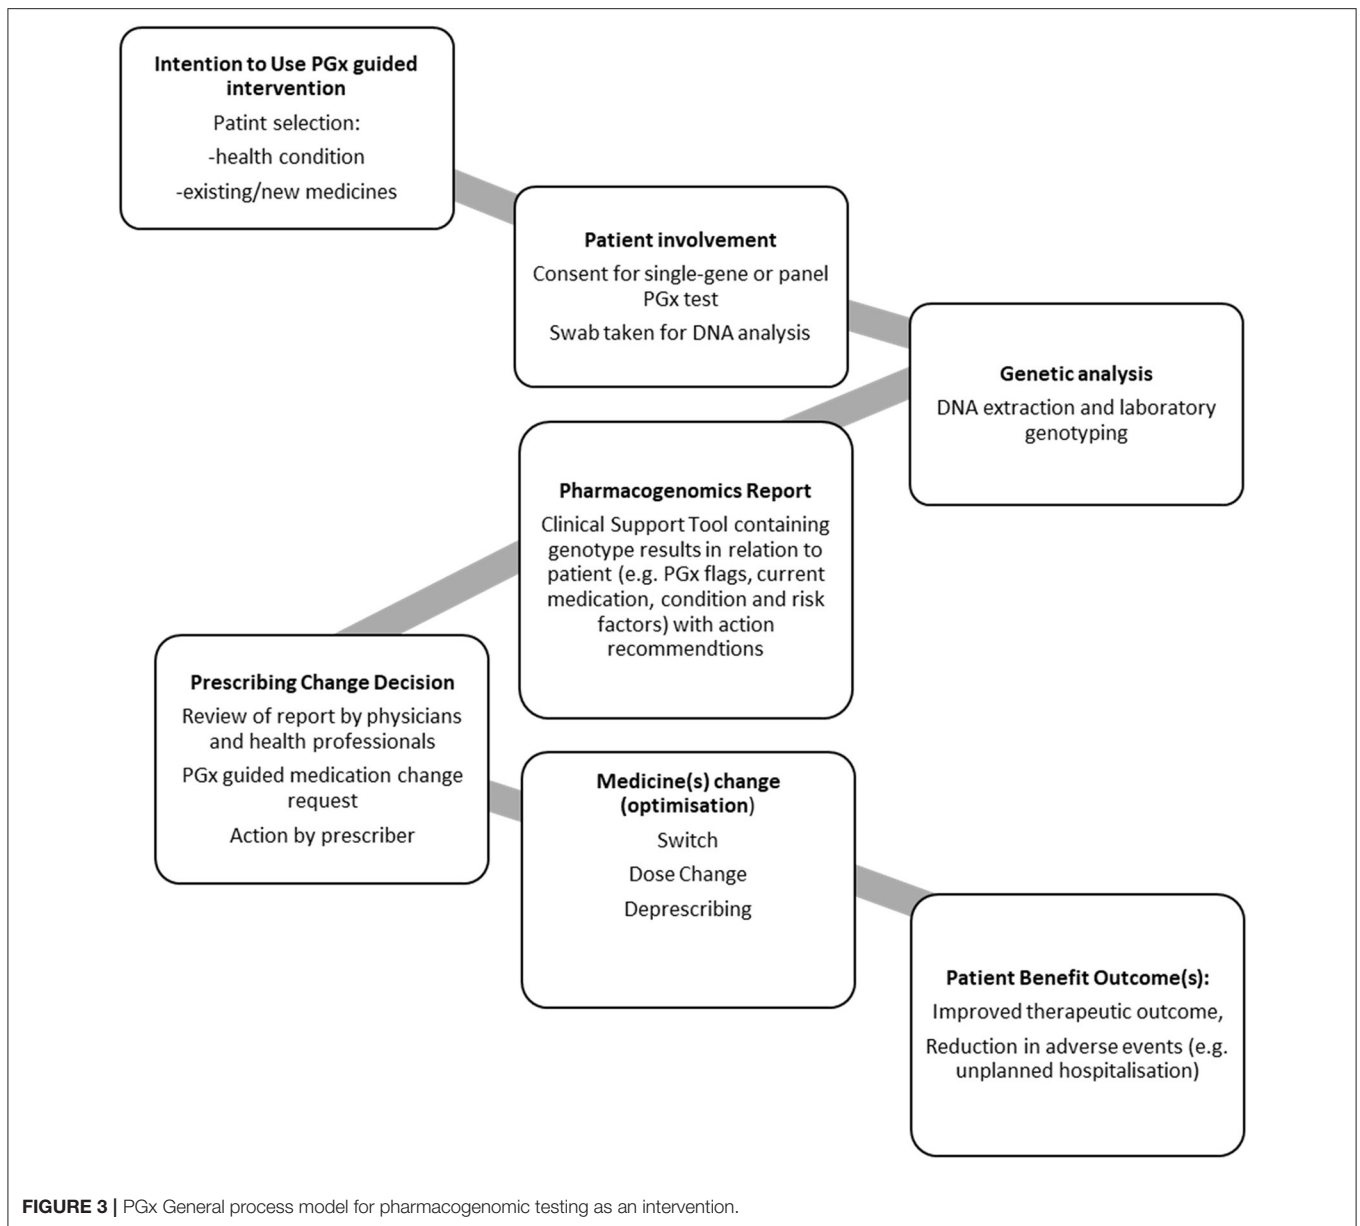 Intention to Use PGx guided
intervention
Patint selection:
-health condition
-existing/new medicines
Patient involvement
Consent for single-gene or panel
PGx test
Swab taken for DNA analysis
Genetic analysis
DNA extraction and laboratory
genotyping
Pharmacogenomics Report
Clinical Support Tool containing
genotype results in relation to
patient (e.g. PGx flags, current
medication, condition and risk
factors) with action
recommendtions
Prescribing Change Decision
Review of report by physicians
and health professionals
PGx guided medication change
request
Action by prescriber
Medicine(s) change
(optimisation)
Switch
Dose Change
Deprescribing
Patient Benefit Outcome(s):
Improved therapeutic outcome,
Reduction in adverse events (e.g.
unplanned hospitalisation)
FIGURE 3 | PGx General process model for pharmacogenomic testing as an intervention.